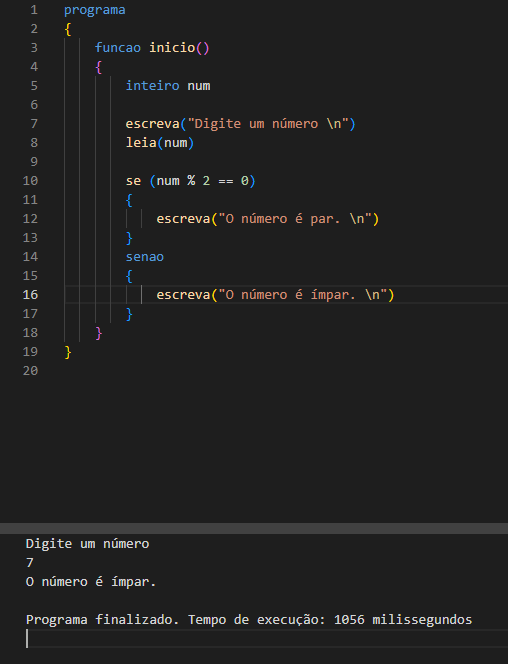 1 programa
2 {
3 funcao inicio()
4 {
5 inteiro num
6
7 escreva("Digite um número \n")
8 leia(num)
9
10 se (num % 2 == 0)
11 {
12 escreva("O número é par. \n")
13 }
14 senao
15 {
16 escreva("O número é ímpar. \n")
17 }
18 }
19 }
20
Digite um número
7
O número é ímpar.
Programa finalizado. Tempo de execução: 1056 milissegundos